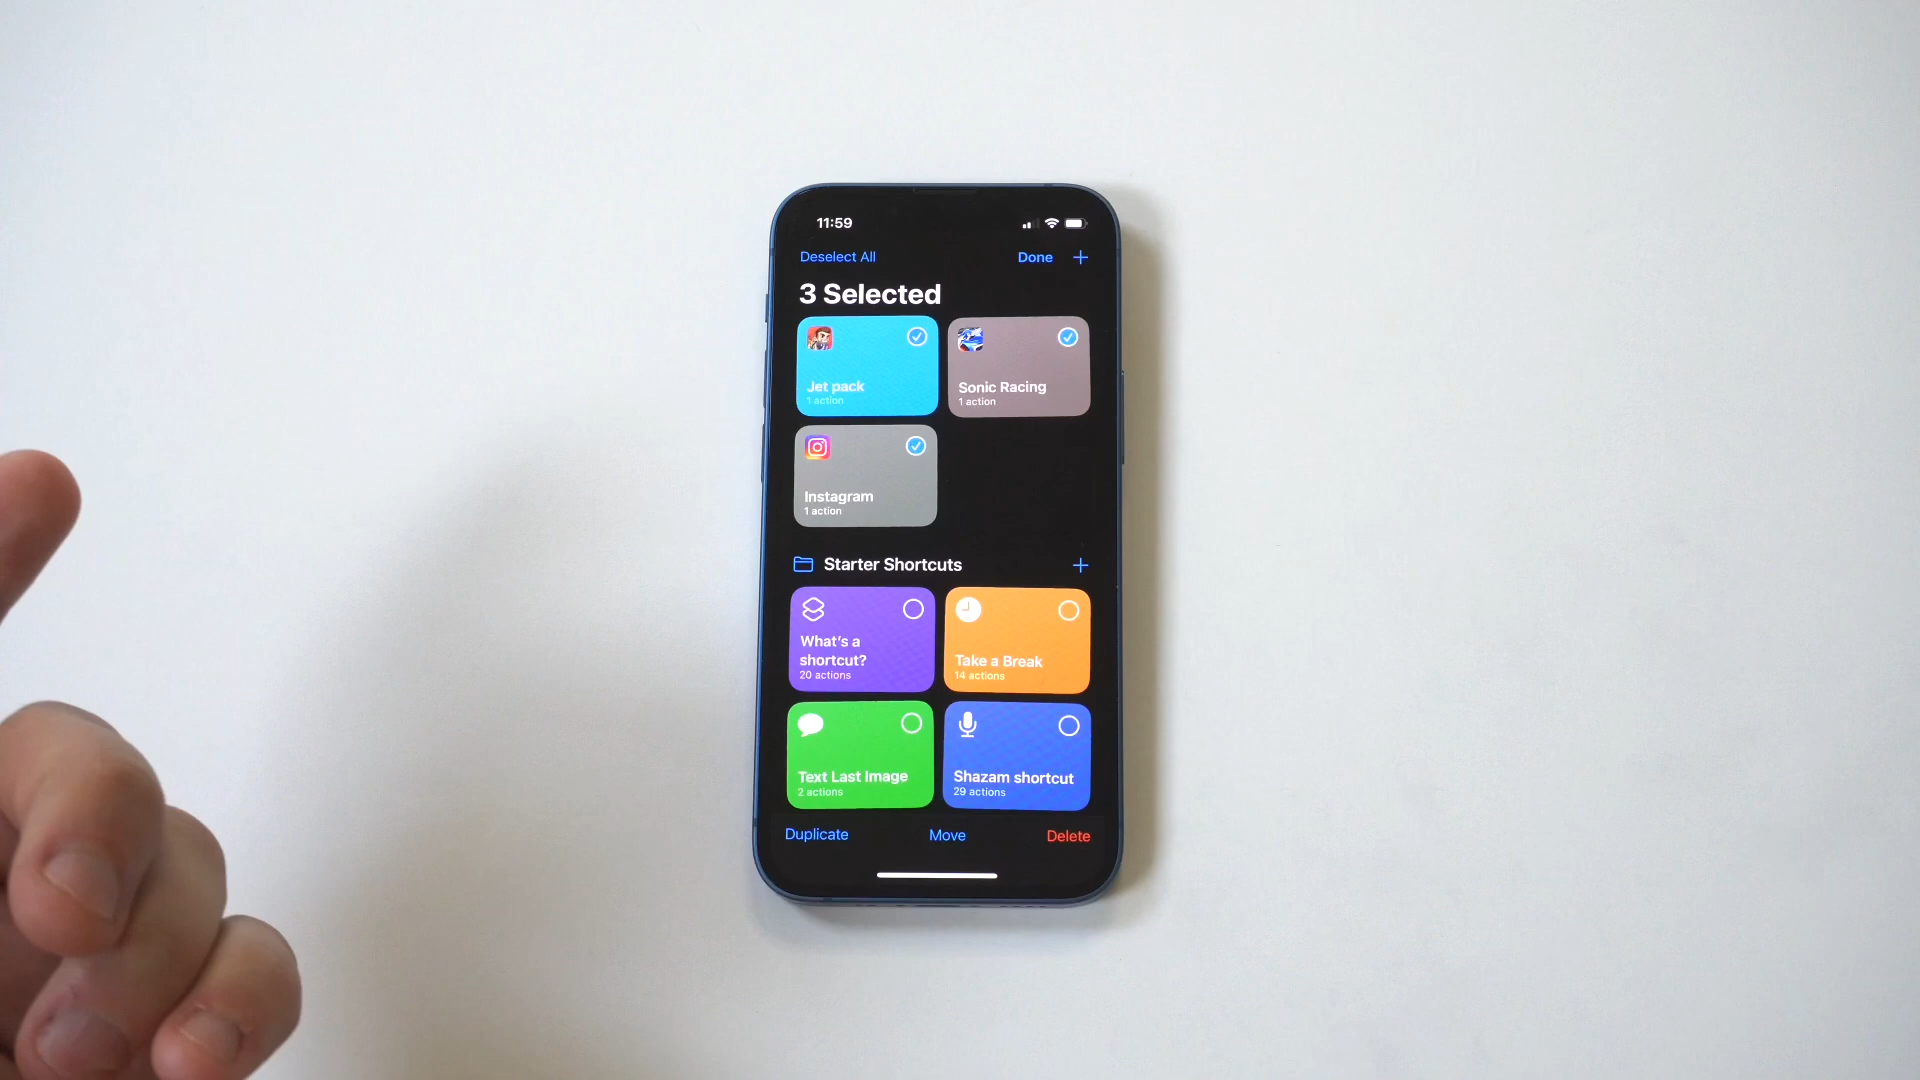 11:59
Deselect All
Done
3 Selected
Jet pack
1 action
Sonic Racing
1 action
Instagram
1 action
Starter Shortcuts
What's a
shortcut?
20 actions
Take a Break
14 actions
Text Last Image
2 actions
Shazam shortcut
29 actions
Duplicate
Move
Delete